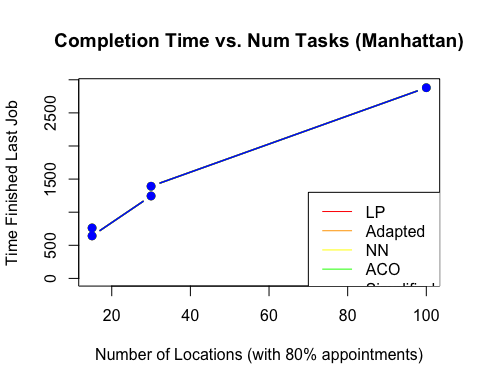 Completion Time vs. Num Tasks (Manhattan)
Time Finished Last Job
2500
1500
500
0
LP
Adapted
NN
ACO
20
40
60
80
100
Number of Locations (with 80% appointments)